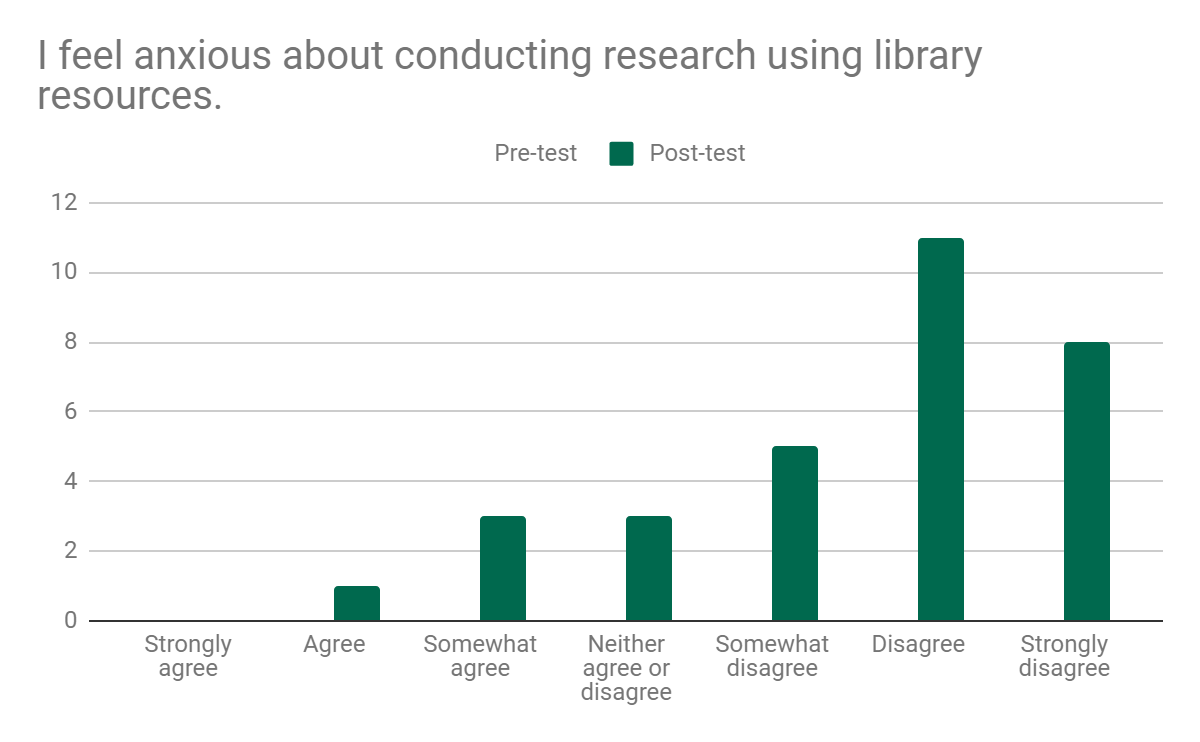 I feel anxious about conducting research using library
resources.
Pre-test Post-test
12
10
8
6
4
2
0
Strongly
agree
Agree
Somewhat
agree
Neither
agree or
disagree
Somewhat
disagree
Disagree
Strongly
disagree